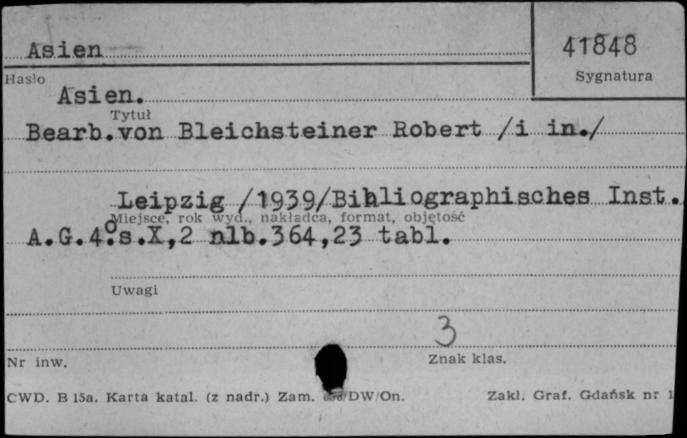 Asien
41848
Hasło
Sygnatura
Asien.
Tytuł
Bearb.von Bleichsteiner Robert /i in./
Leipzig /1939/Bibliographisches Inst.
Miejsce, rok wyd., nakładca, format, objętość
A.G.4°.s.X,2 nlb.364,23 tabl.
Uwagi
3
Nr inw.
Znak klas.
CWD. B 15a. Karta katal. (z nadr.) Zam. /DW/On.
Zakł. Graf. Gdańsk nr 1